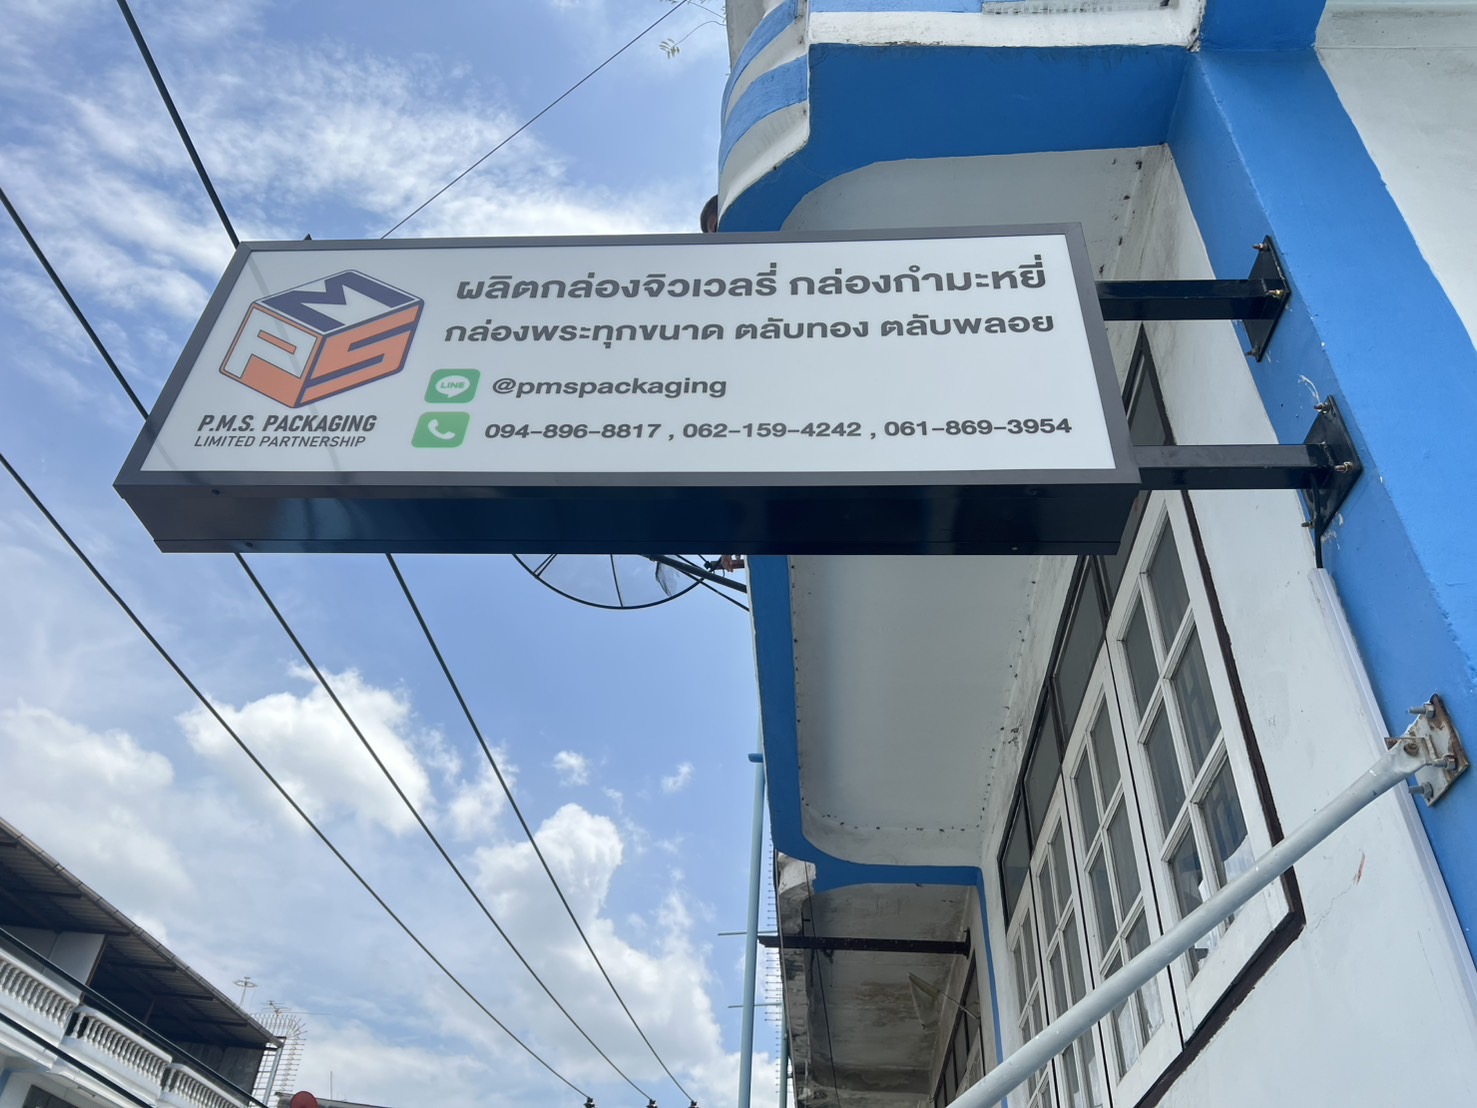 PMS
P.M.S. PACKAGING
LIMITED PARTNERSHIP
ผลิตกล่องจิวเวลรี่ กล่องกำมะหยี่
กล่องพระทุกขนาด ตลับทอง ตลับพลอย
LINE @pmspackaging
094-896-8817 , 062-159-4242 , 061-869-3954